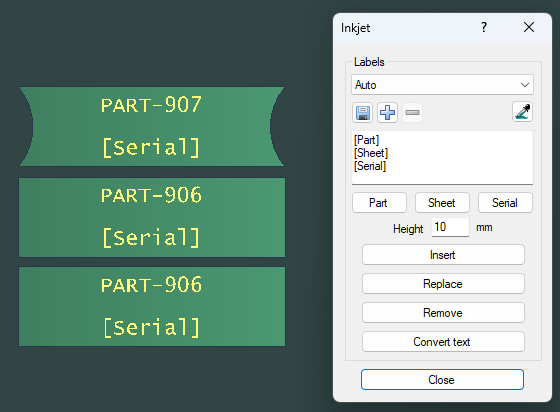 PART-907
[Serial]
PART-906
[Serial]
PART-906
[Serial]
Inkjet
?
Labels
Auto
[Part]
[Sheet]
[Serial]
Part Sheet Serial
Height 10 mm
Insert
Replace
Remove
Convert text
Close